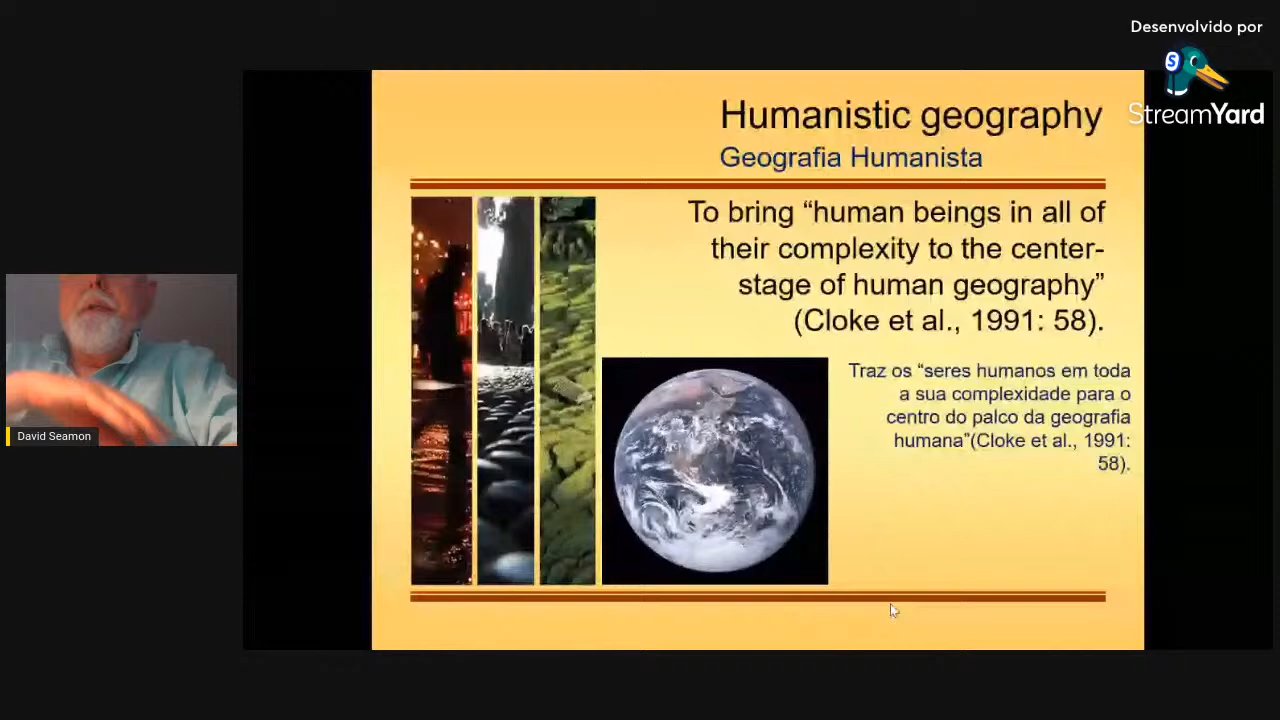 Desenvolvido por
StreamYard
Humanistic geography
Geografia Humanista
To bring “human beings in all of
their complexity to the center-
stage of human geography”
(Cloke et al., 1991: 58).
Traz os “seres humanos em toda
a sua complexidade para o
centro do palco da geografia
humana”(Cloke et al., 1991:
58).
David Seamon